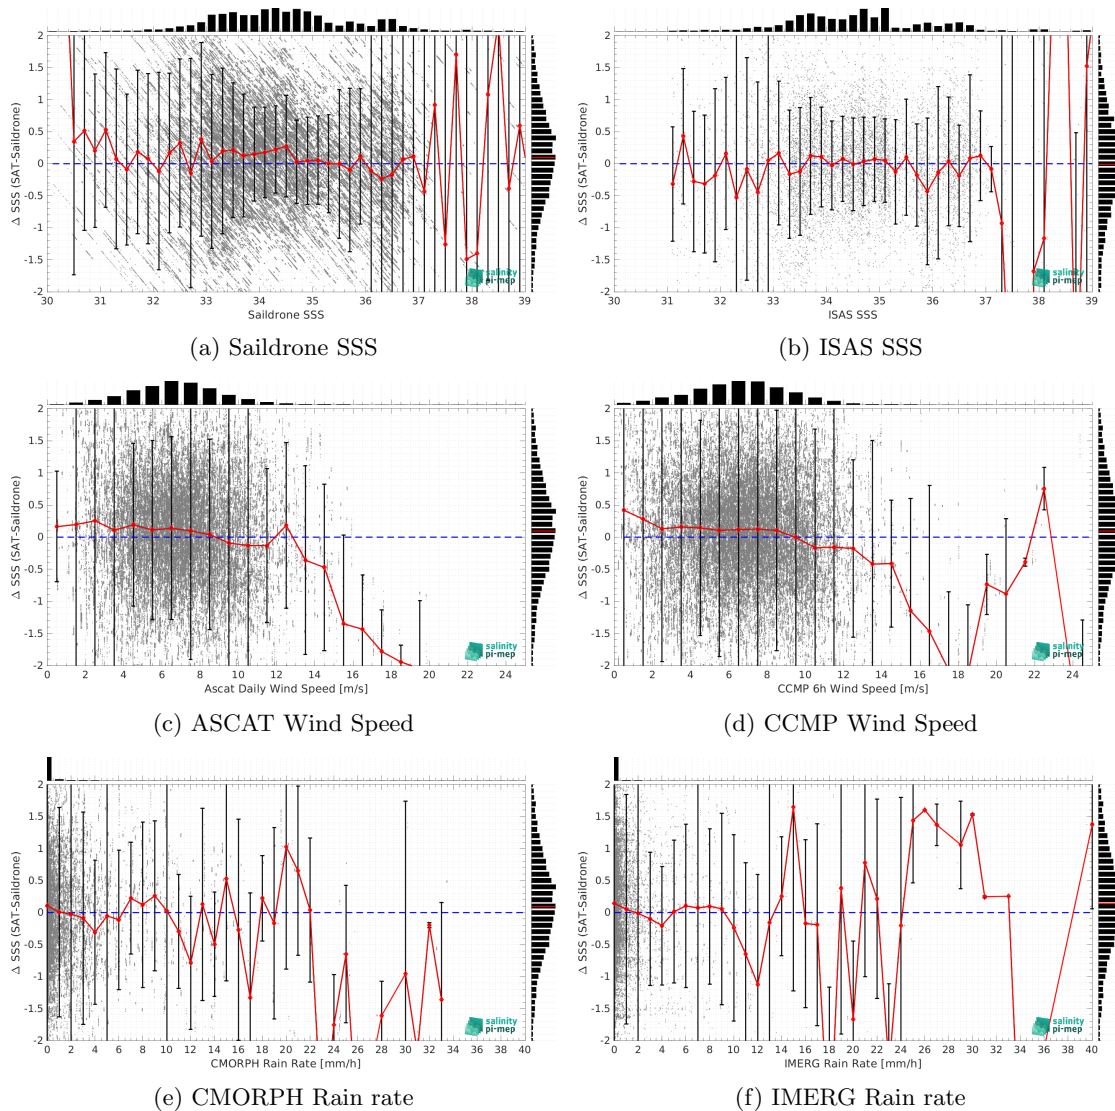 2
1.5
1
0.5
0
-0.5
-1
-1.5
-2
Δ SSS (SAT-Saildrone)
30 31 32 33 34 35 36 37 38 39
Saildrone SSS
salinity
pi-mep
(a) Saildrone SSS
2
1.5
1
0.5
0
-0.5
-1
-1.5
-2
Δ SSS (SAT-Saildrone)
30 31 32 33 34 35 36 37 38 39
ISAS SSS
salinity
pi-mep
(b) ISAS SSS
2
1.5
1
0.5
0
-0.5
-1
-1.5
-2
Δ SSS (SAT-Saildrone)
0 2 4 6 8 10 12 14 16 18 20 22 24
Ascat Daily Wind Speed [m/s]
salinity
pi-mep
(c) ASCAT Wind Speed
2
1.5
1
0.5
0
-0.5
-1
-1.5
-2
Δ SSS (SAT-Saildrone)
0 2 4 6 8 10 12 14 16 18 20 22 24
CCMP 6h Wind Speed [m/s]
salinity
pi-mep
(d) CCMP Wind Speed
2
1.5
1
0.5
0
-0.5
-1
-1.5
-2
Δ SSS (SAT-Saildrone)
0 2 4 6 8 10 12 14 16 18 20 22 24 26 28 30 32 34 36 38 40
CMORPH Rain Rate [mm/h]
salinity
pi-mep
(e) CMORPH Rain rate
2
1.5
1
0.5
0
-0.5
-1
-1.5
-2
Δ SSS (SAT-Saildrone)
0 2 4 6 8 10 12 14 16 18 20 22 24 26 28 30 32 34 36 38 40
IMERG Rain Rate [mm/h]
salinity
pi-mep
(f) IMERG Rain rate